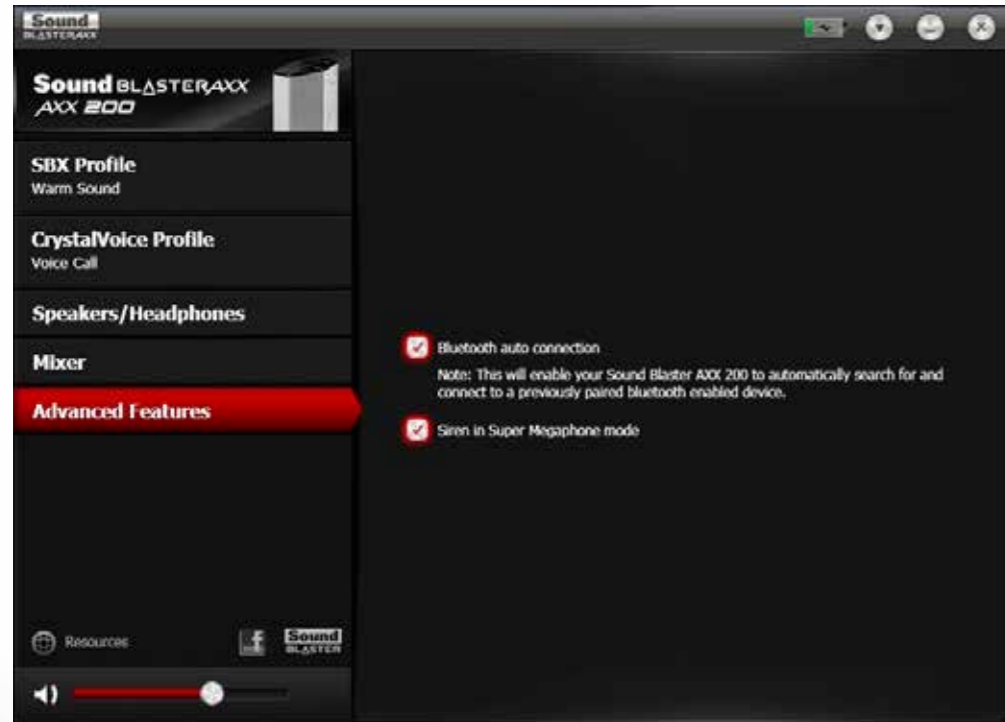 Sound
BLASTERAXX
Sound BLASTERAXX
AXX 200
SBX Profile
Warm Sound
CrystalVoice Profile
Voice Call
Speakers/Headphones
Mixer
Advanced Features
Bluetooth auto connection
Note: This will enable your Sound Blaster AXX 200 to automatically search for and
connect to a previously paired bluetooth enabled device.
Siren in Super Megaphone mode
Resources
f
Sound
BLASTER